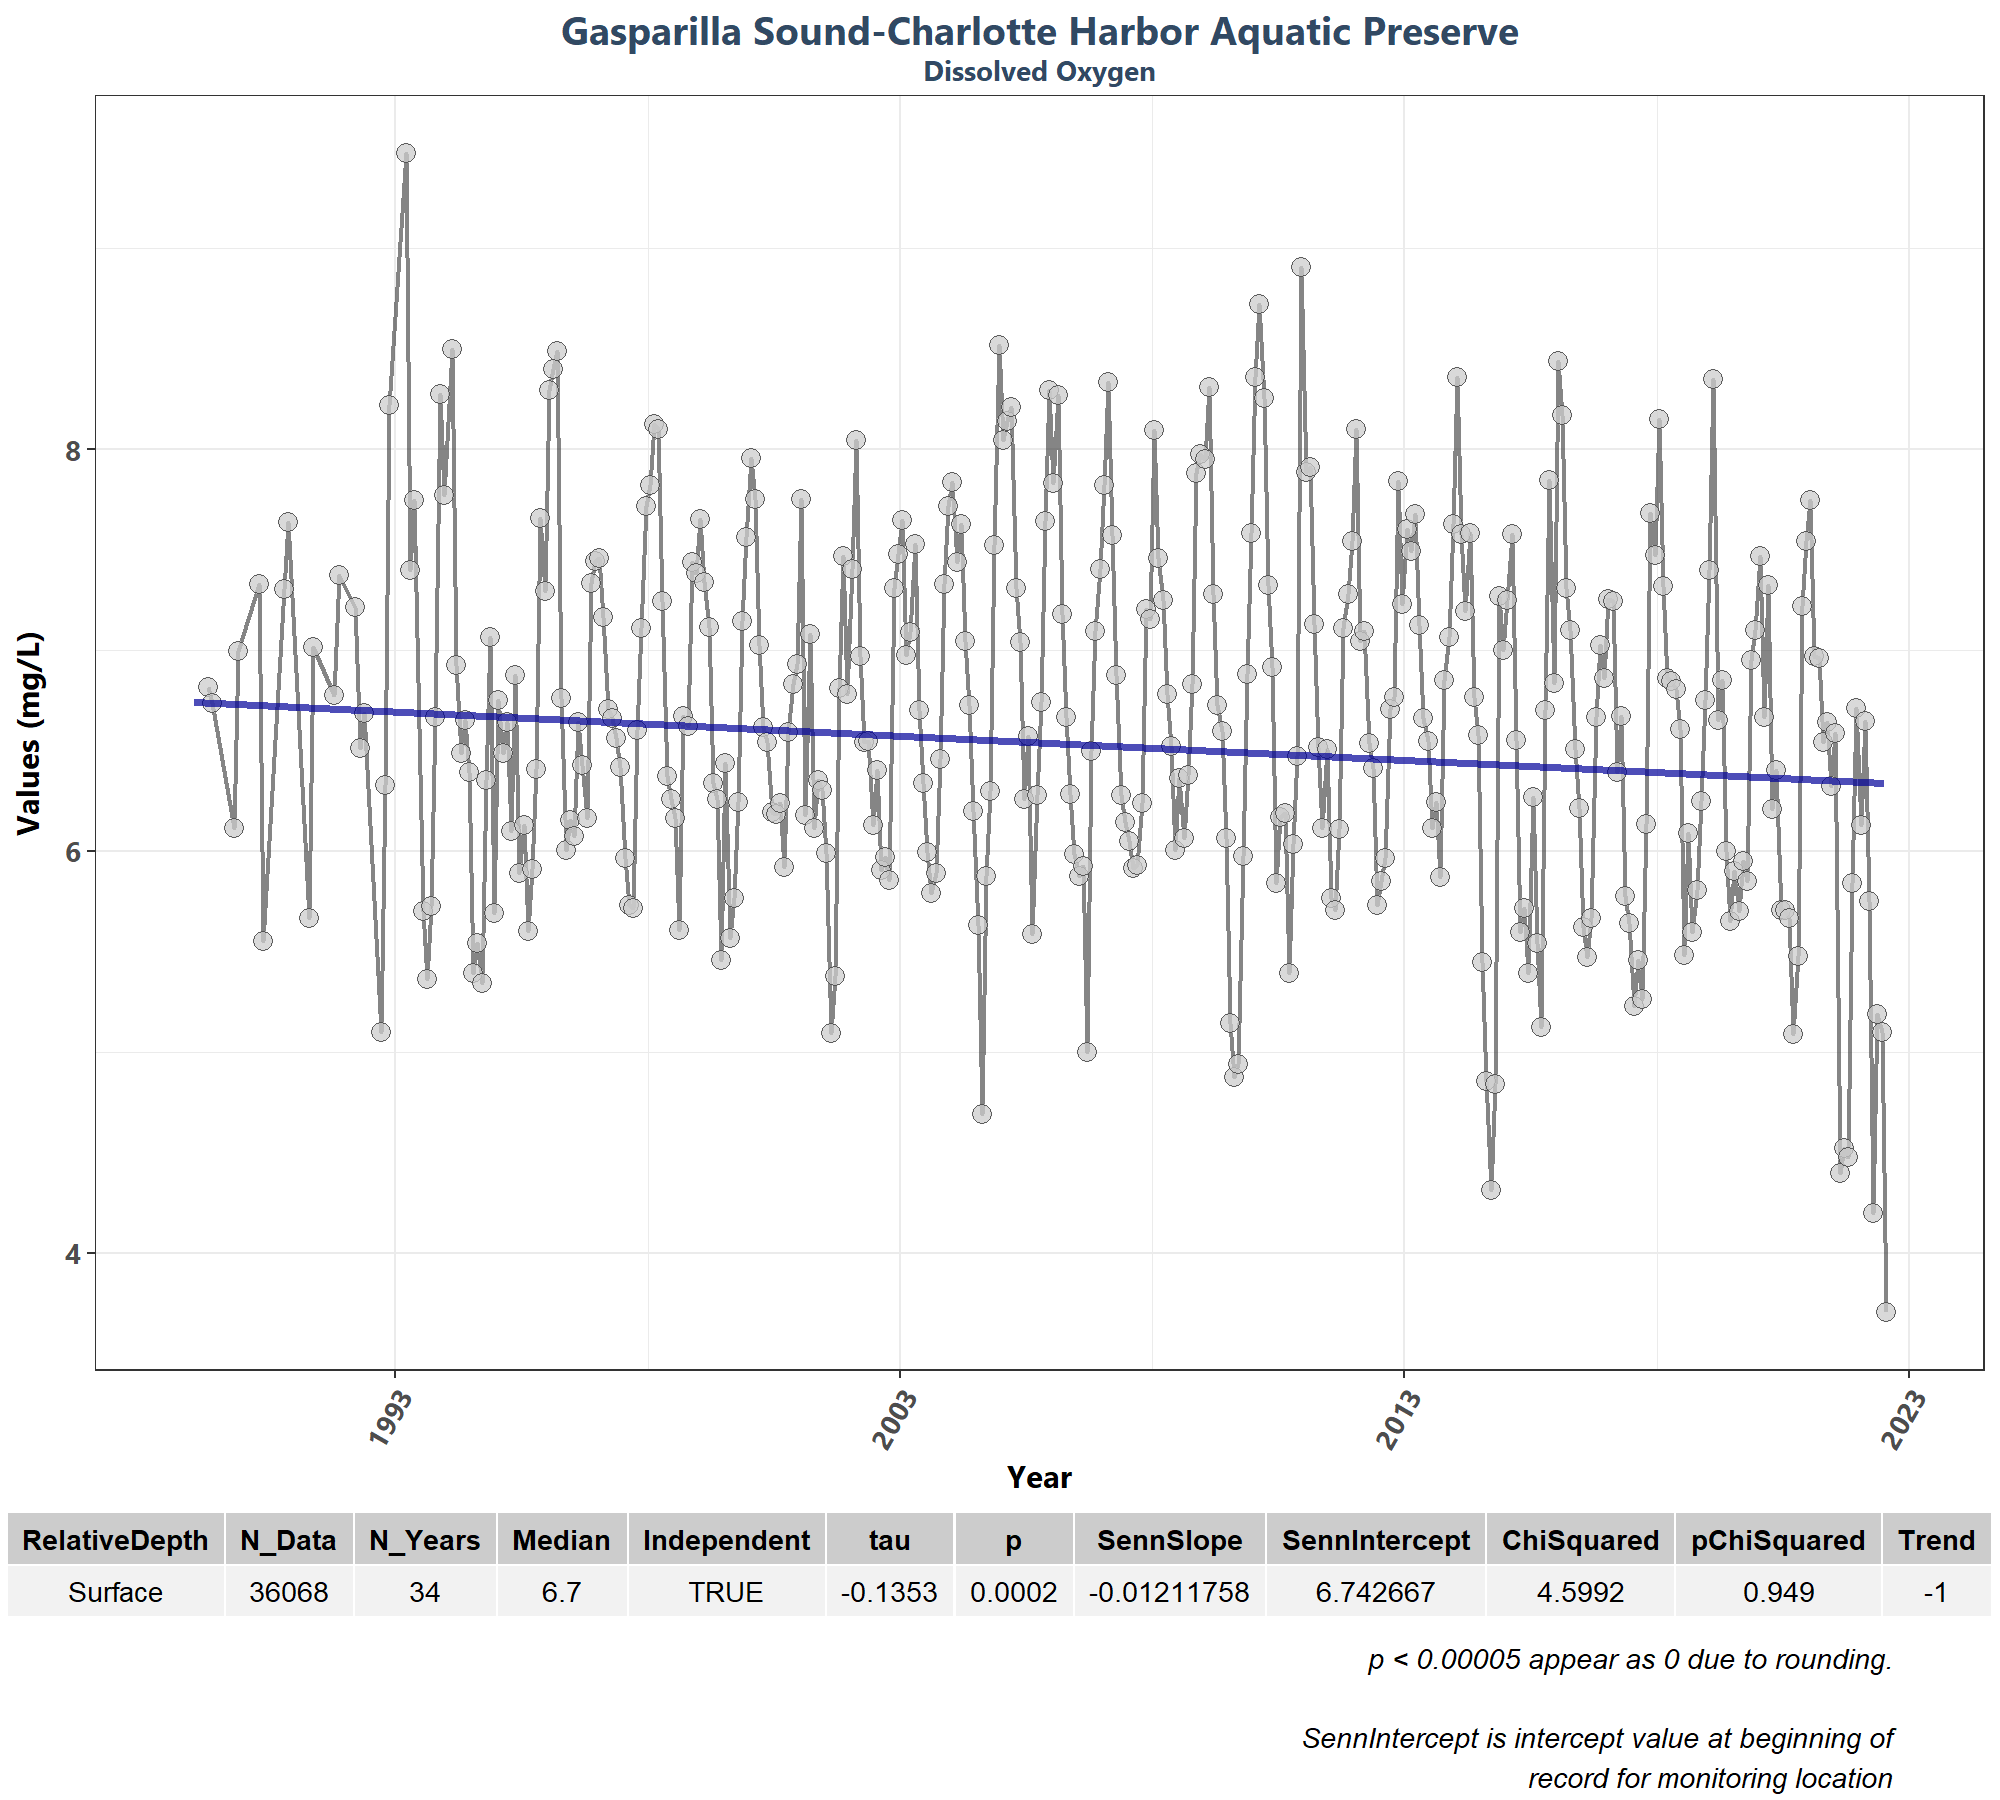 Gasparilla Sound-Charlotte Harbor Aquatic Preserve
Dissolved Oxygen
Values (mg/L)
8
6
4
1993
2003
2013
2023
Year
RelativeDepth N_Data N_Years Median Independent tau p SennSlope SennIntercept ChiSquared pChiSquared Trend
Surface 36068 34 6.7 TRUE -0.1353 0.0002 -0.01211758 6.742667 4.5992 0.949 -1
p < 0.00005 appear as 0 due to rounding.
SennIntercept is intercept value at beginning of
record for monitoring location